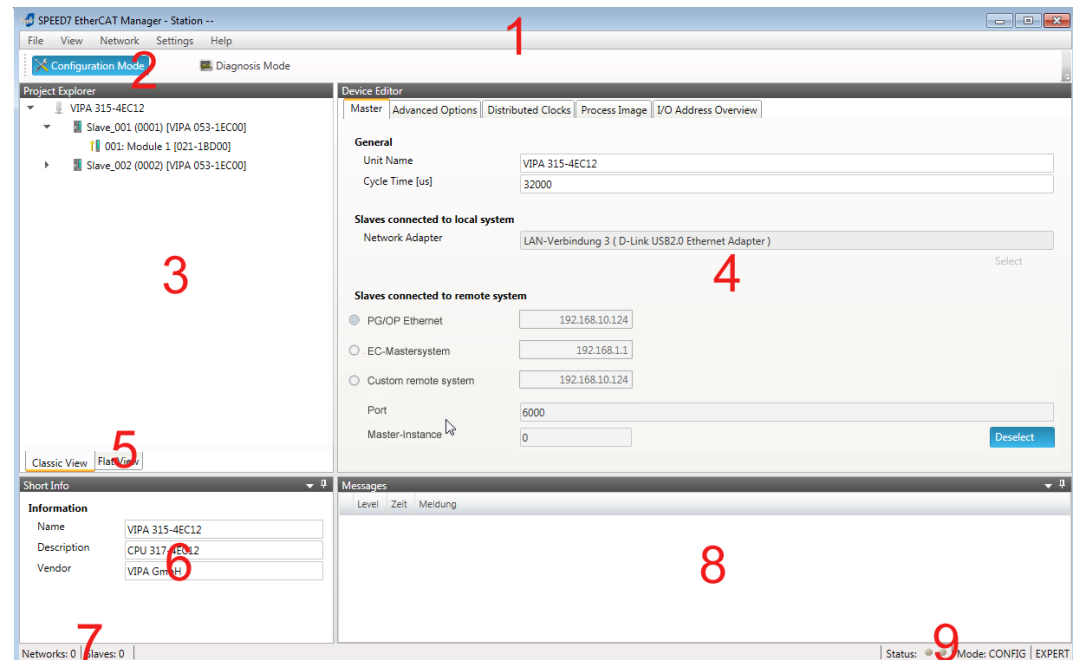 SPEED7 EtherCAT Manager - Station --
1
File View Network Settings Help
2
Configuration Mode Diagnosis Mode
Project Explorer
VIPA 315-4EC12
Slave_001 (0001) [VIPA 053-1EC00]
001: Module 1 [021-1BD00]
Slave_002 (0002) [VIPA 053-1EC00]
3
5
Classic View Flat View
Device Editor
Master Advanced Options Distributed Clocks Process Image I/O Address Overview
General
Unit Name VIPA 315-4EC12
Cycle Time [us] 32000
Slaves connected to local system
Network Adapter LAN-Verbindung 3 ( D-Link USB2.0 Ethernet Adapter )
4
Select
Slaves connected to remote system
PG/OP Ethernet 192.168.10.124
EC-Mastersystem 192.168.1.1
Custom remote system 192.168.10.124
Port 6000
Master-Instance 0 Deselect
Short Info
Information
Name VIPA 315-4EC12
Description CPU 317-4EC12
Vendor VIPA GmbH
6
Messages
Level Zeit Meldung
8
7
Networks: 0 Slaves: 0
9
Status: Mode: CONFIG EXPERT